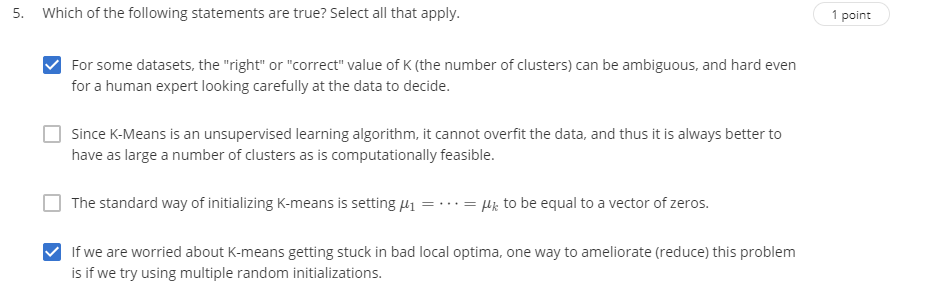 5. Which of the following statements are true? Select all that apply.
1 point
For some datasets, the "right" or "correct" value of K (the number of clusters) can be ambiguous, and hard even
for a human expert looking carefully at the data to decide.
Since K-Means is an unsupervised learning algorithm, it cannot overfit the data, and thus it is always better to
have as large a number of clusters as is computationally feasible.
The standard way of initializing K-means is setting μ₁ = ⋯ = μₖ to be equal to a vector of zeros.
If we are worried about K-means getting stuck in bad local optima, one way to ameliorate (reduce) this problem
is if we try using multiple random initializations.